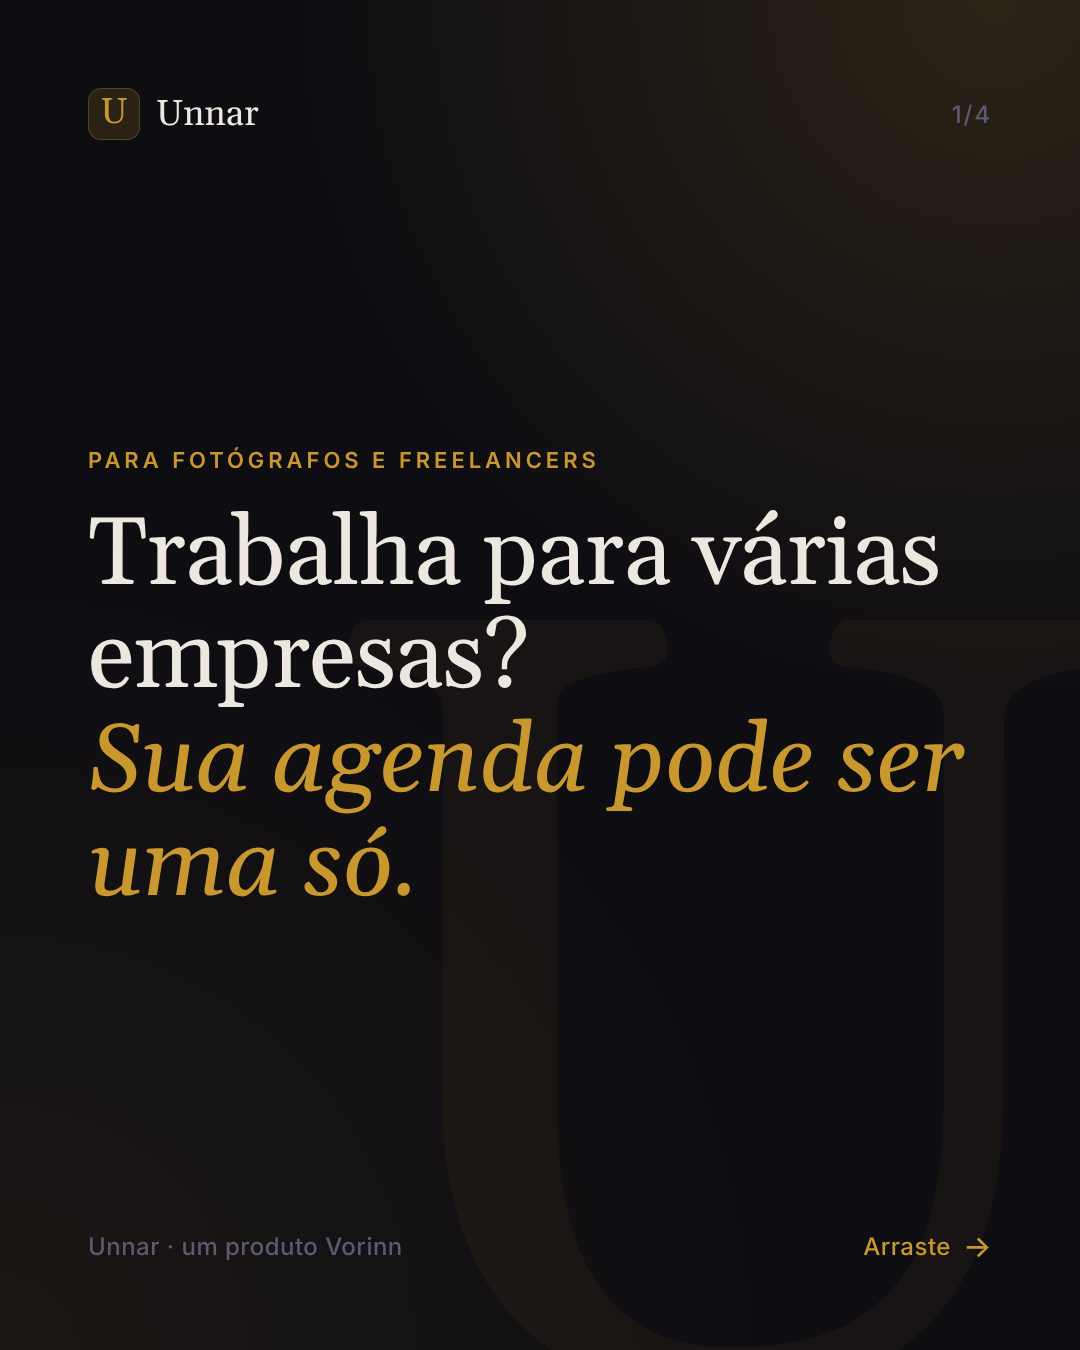 U Unnar
1/4
PARA FOTÓGRAFOS E FREELANCERS
Trabalha para várias
empresas?
Sua agenda pode ser
uma só.
U
Unnar · um produto Vorinn
Arraste →